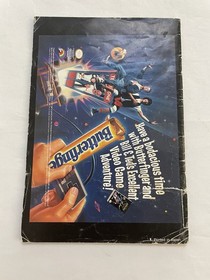 Have a bodacious time
with Butterfinger and
Bill & Ted's Excellent
Video Game
Adventure!
Butterfinger